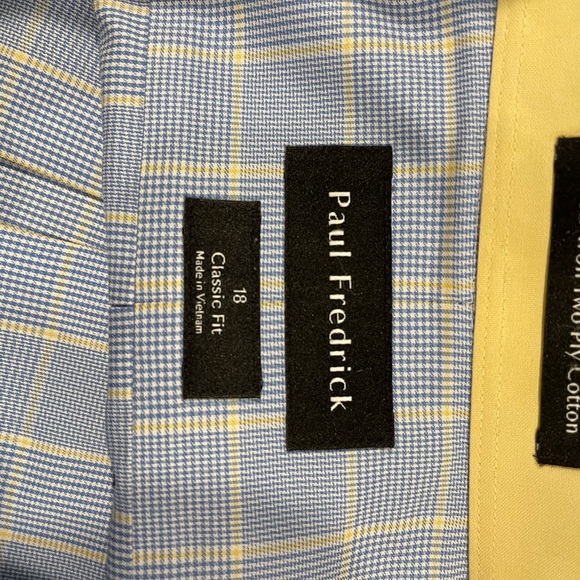 Two Ply Cotton
Paul Fredrick
18
Classic Fit
Made in Vietnam